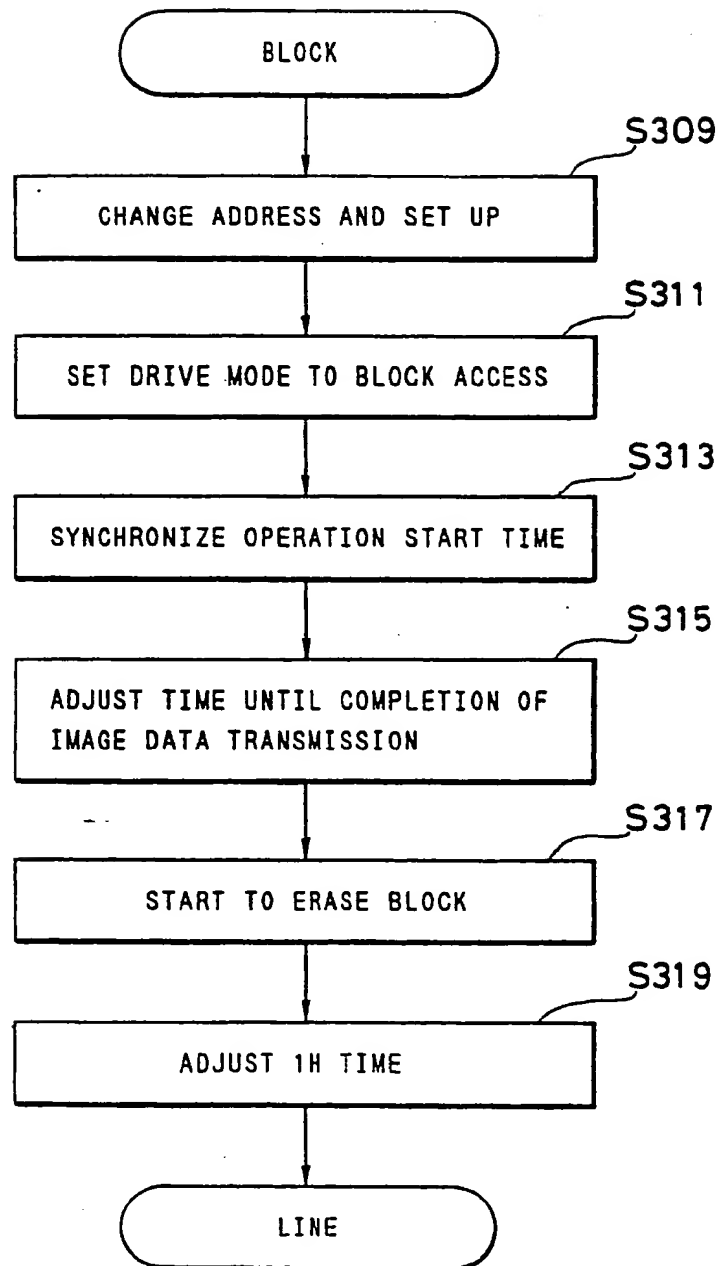 BLOCK
S309
CHANGE ADDRESS AND SET UP
S311
SET DRIVE MODE TO BLOCK ACCESS
S313
SYNCHRONIZE OPERATION START TIME
S315
ADJUST TIME UNTIL COMPLETION OF
IMAGE DATA TRANSMISSION
S317
START TO ERASE BLOCK
S319
ADJUST 1H TIME
LINE